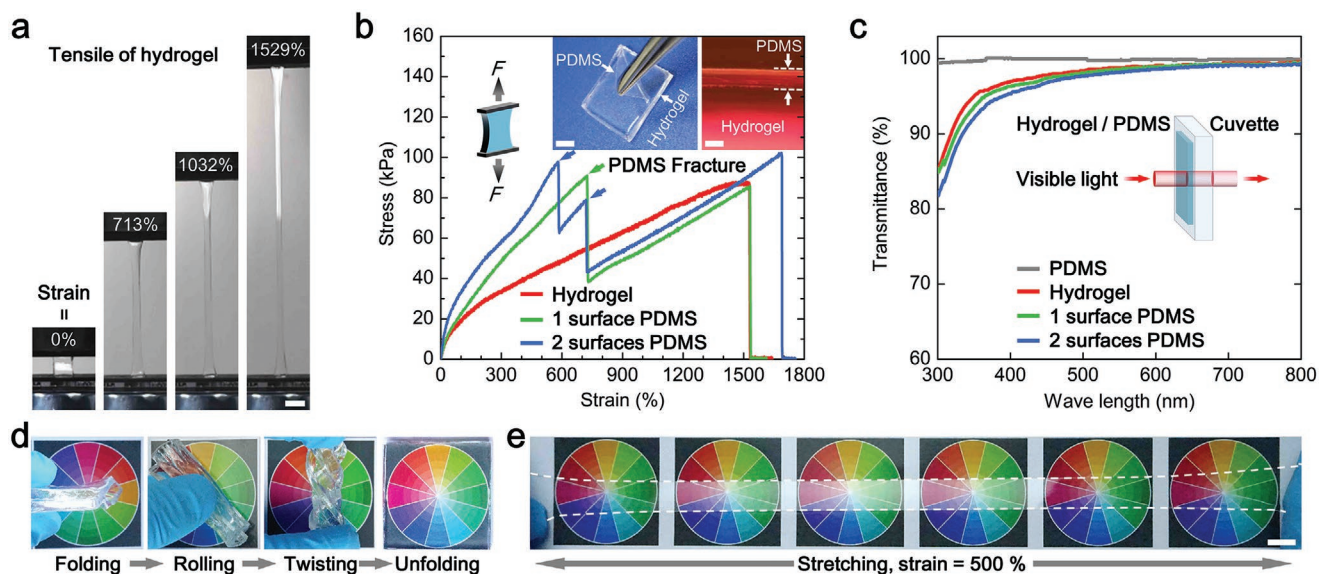 a
Tensile of hydrogel
1529%
1032%
713%
Strain
=
0%
b
160
140
120
100
80
60
40
20
0
Stress (kPa)
F
F
PDMS
Hydrogel
PDMS
Hydrogel
PDMS Fracture
Hydrogel
1 surface PDMS
2 surfaces PDMS
0 300 600 900 1200 1500 1800
Strain (%)
c
100
95
90
85
80
60
Transmittance (%)
Hydrogel / PDMS Cuvette
Visible light
PDMS
Hydrogel
1 surface PDMS
2 surfaces PDMS
300 400 500 600 700 800
Wave length (nm)
d
Folding Rolling Twisting Unfolding
e
Stretching, strain = 500 %